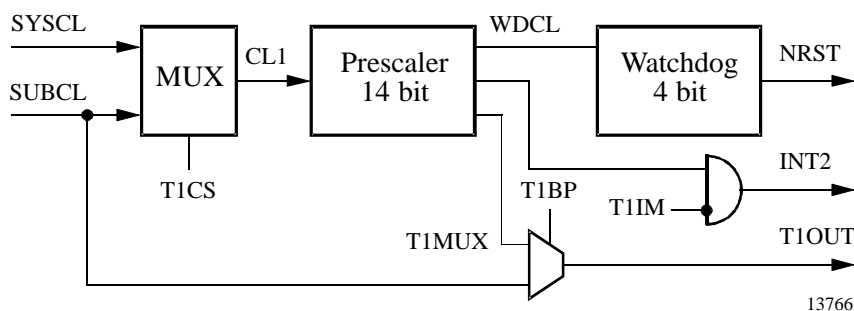 SYSCL
SUBCL
MUX
T1CS
CL1
Prescaler
14 bit
WDCL
Watchdog
4 bit
NRST
INT2
T1IM
T1BP
T1MUX
T1OUT
13766